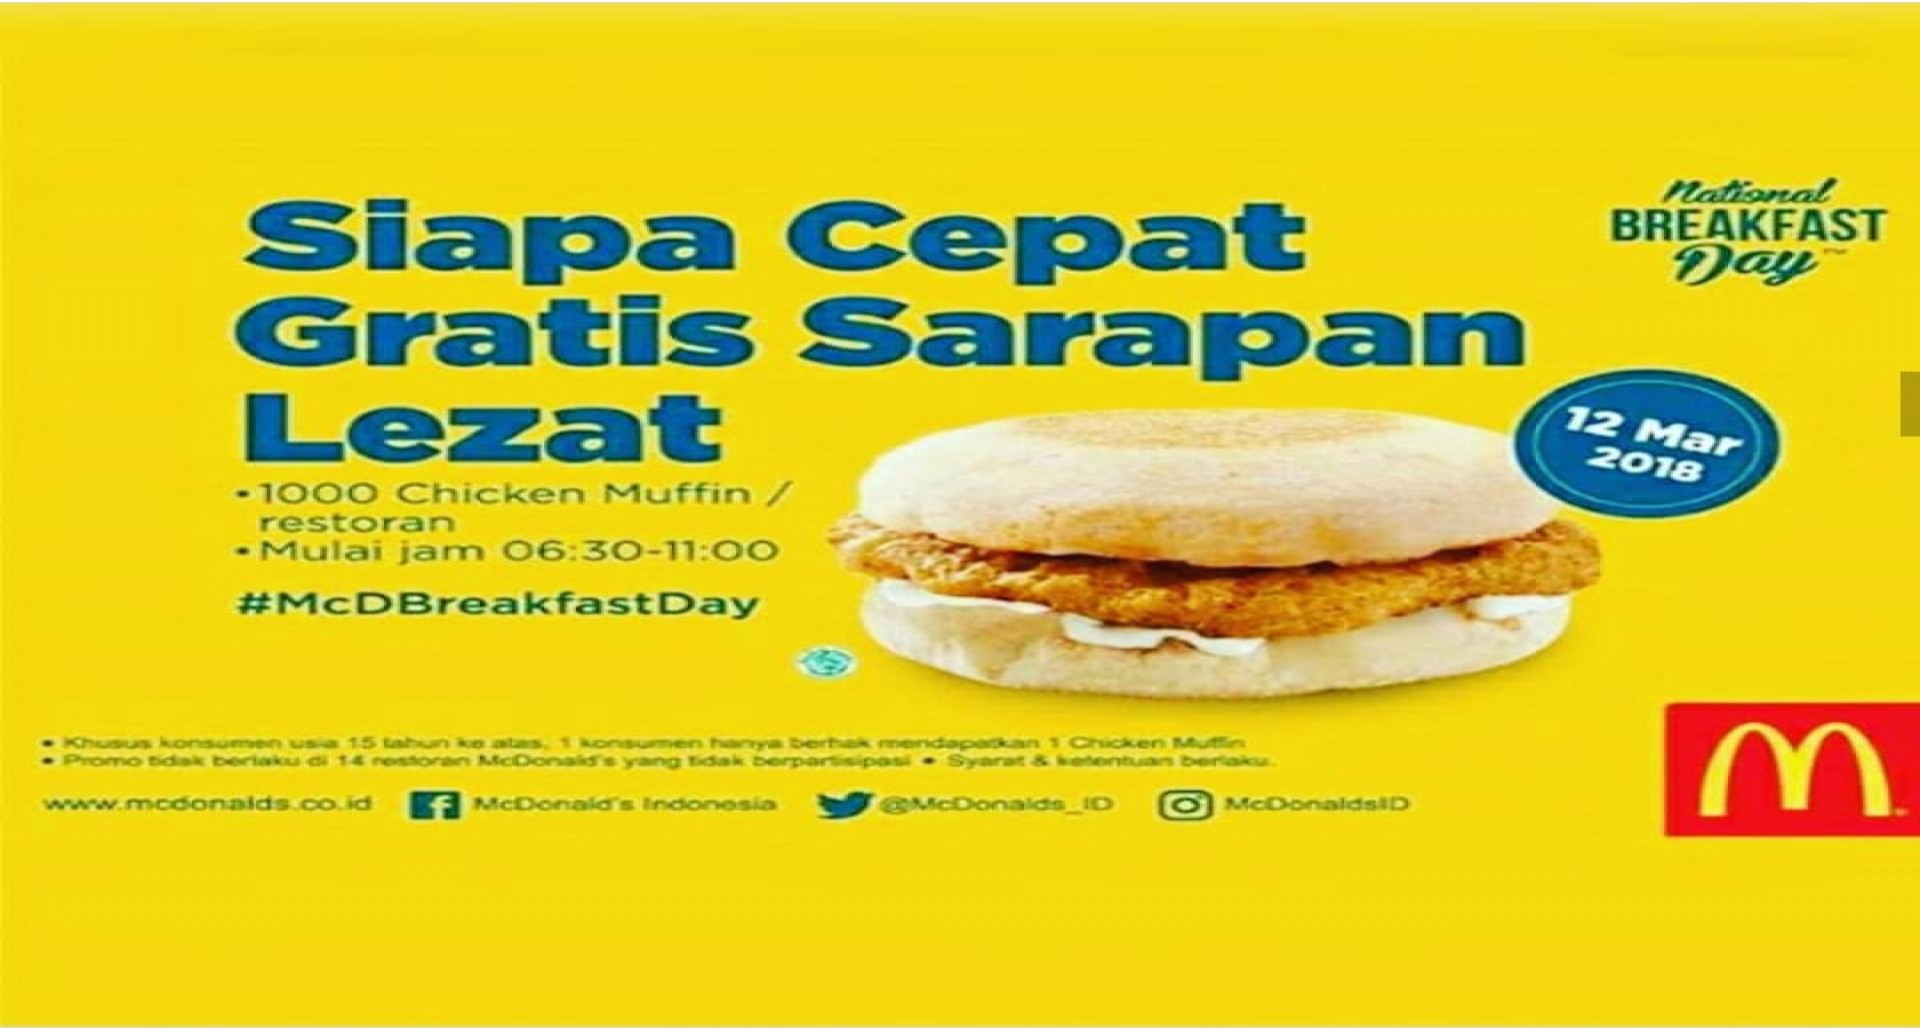 National
BREAKFAST
Day™
Siapa Cepat
Gratis Sarapan
Lezat
12 Mar
2018
•1000 Chicken Muffin /
restoran
•Mulai jam 06:30-11:00
#McDBreakfastDay
• Khusus konsumen usia 15 tahun ke atas, 1 konsumen hanya berhak mendapatkan 1 Chicken Muffin
• Promo tidak berlaku di 14 restoran McDonald's yang tidak berpartisipasi • Syarat & ketentuan berlaku.
www.mcdonalds.co.id McDonald's Indonesia @McDonalds_ID McDonaldsID